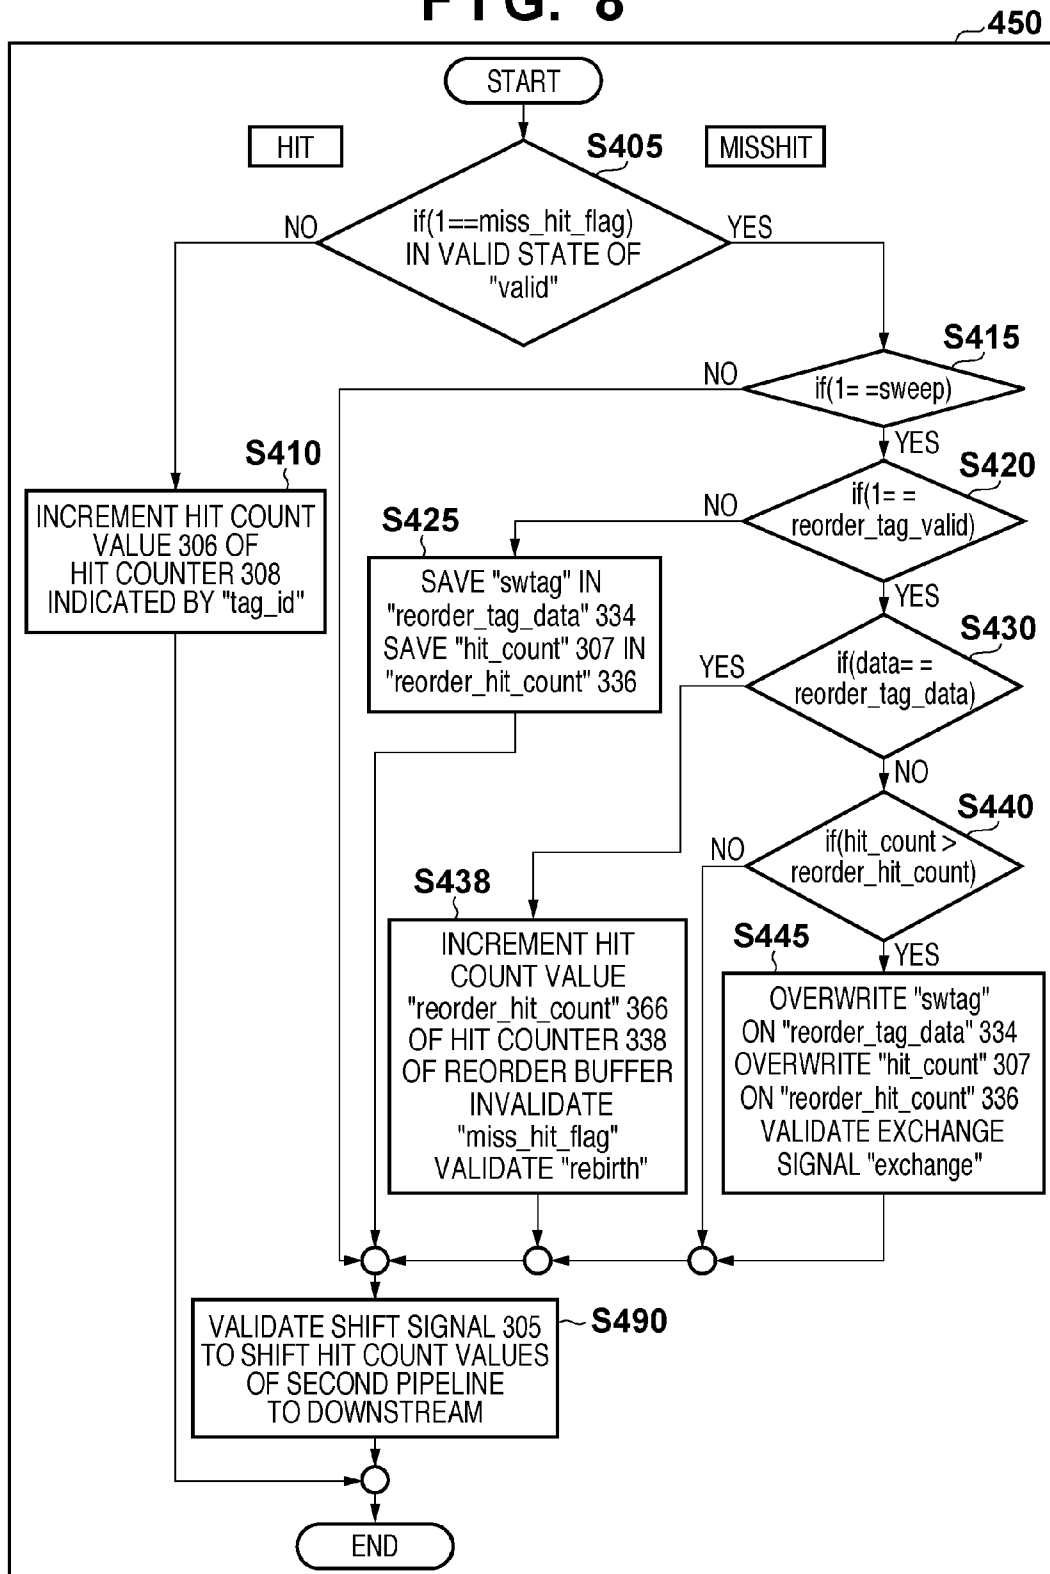 FIG. 8
450
START
HIT
S405
MISSHIT
NO
if(1==miss_hit_flag)
IN VALID STATE OF
"valid"
YES
S415
NO
if(1= =sweep)
YES
S410
S420
INCREMENT HIT COUNT
VALUE 306 OF
HIT COUNTER 308
INDICATED BY "tag_id"
S425
NO
if(1= =
reorder_tag_valid)
SAVE "swtag" IN
"reorder_tag_data" 334
SAVE "hit_count" 307 IN
"reorder_hit_count" 336
YES
S430
YES
if(data= =
reorder_tag_data)
NO
S440
NO
if(hit_count >
reorder_hit_count)
S438
YES
S445
INCREMENT HIT
COUNT VALUE
"reorder_hit_count" 366
OF HIT COUNTER 338
OF REORDER BUFFER
INVALIDATE
"miss_hit_flag"
VALIDATE "rebirth"
OVERWRITE "swtag"
ON "reorder_tag_data" 334
OVERWRITE "hit_count" 307
ON "reorder_hit_count" 336
VALIDATE EXCHANGE
SIGNAL "exchange"
S490
VALIDATE SHIFT SIGNAL 305
TO SHIFT HIT COUNT VALUES
OF SECOND PIPELINE
TO DOWNSTREAM
END